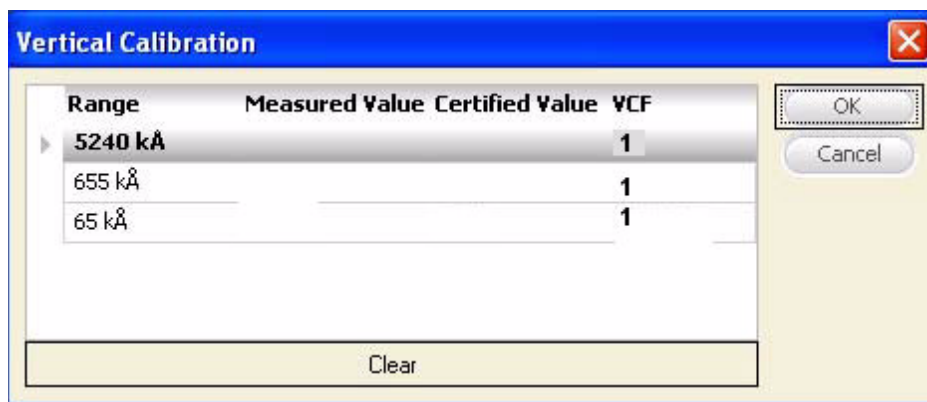 Vertical Calibration
Range Measured Value Certified Value VCF
5240 kÅ 1
655 kÅ 1
65 kÅ 1
OK
Cancel
Clear